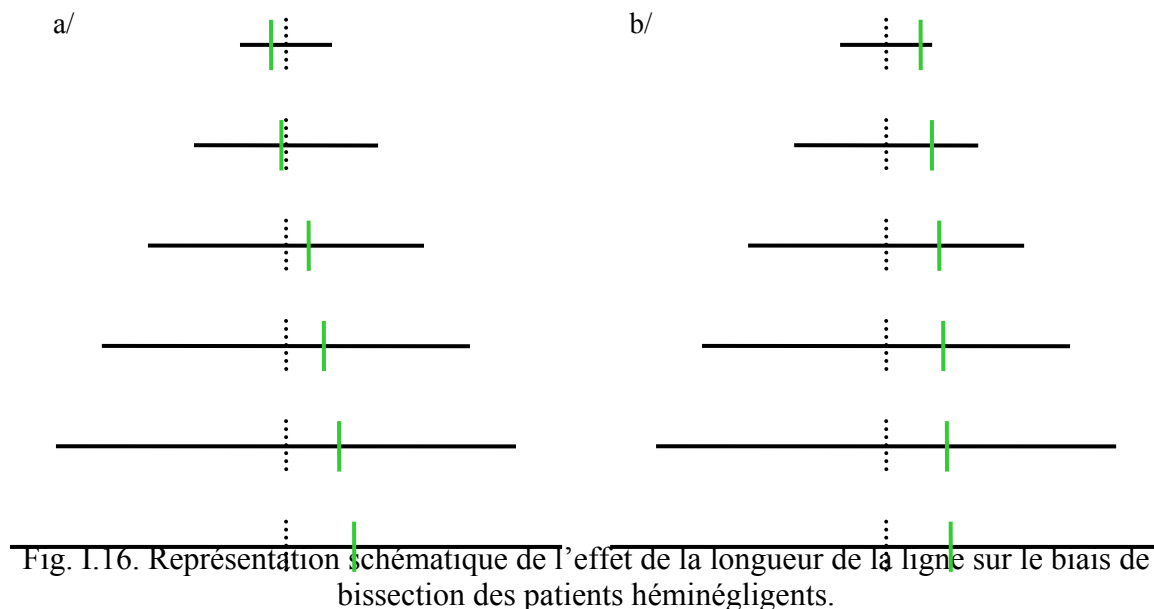 a/
b/
Fig. I.16. Représentation schématique de l’effet de la longueur de la ligne sur le biais de
bissection des patients héminégligents.